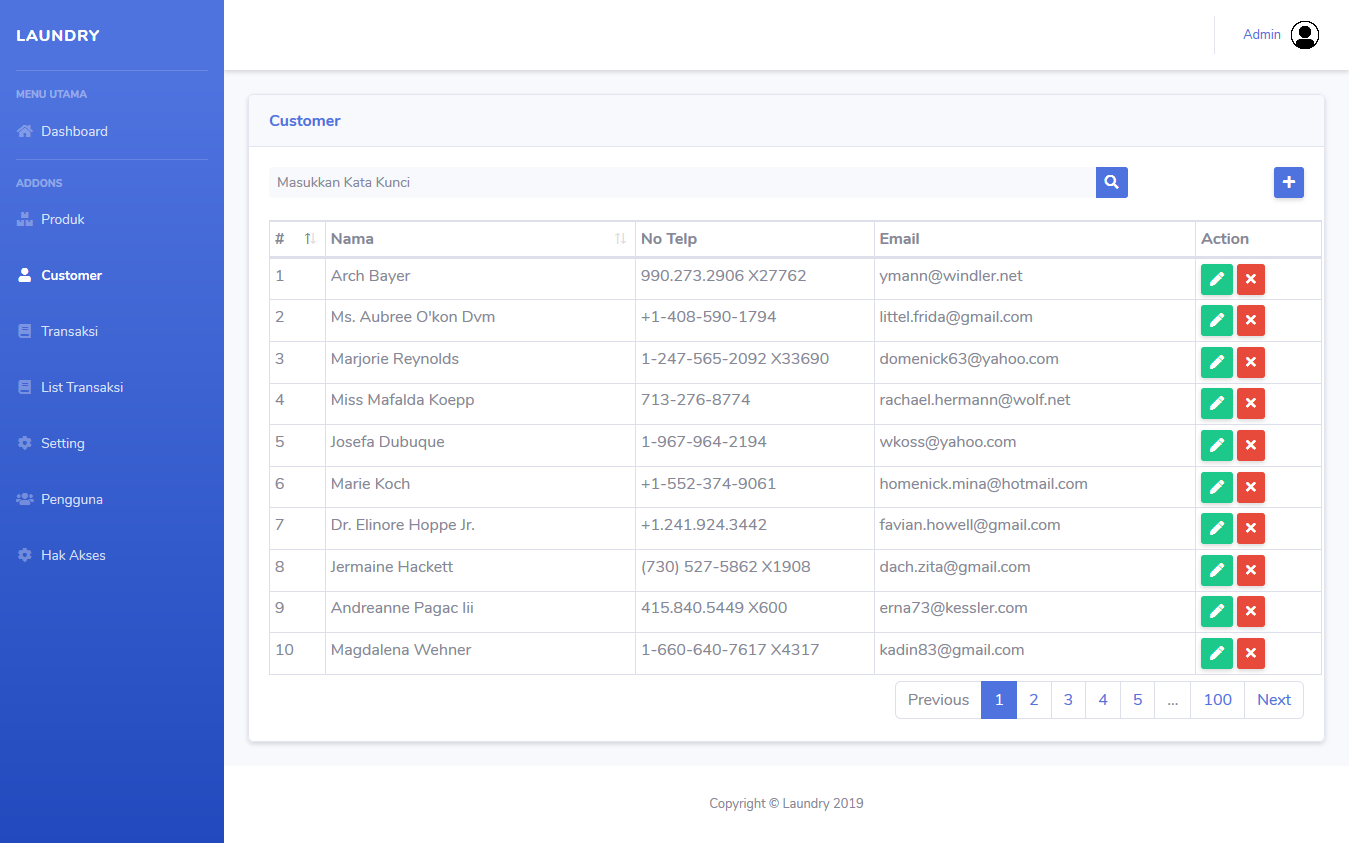 LAUNDRY
Admin
MENU UTAMA
Dashboard
ADDONS
Produk
Customer
Transaksi
List Transaksi
Setting
Pengguna
Hak Akses
Customer
Masukkan Kata Kunci
# Nama No Telp Email Action
1 Arch Bayer 990.273.2906 X27762 ymann@windler.net
2 Ms. Aubree O'kon Dvm +1-408-590-1794 littel.frida@gmail.com
3 Marjorie Reynolds 1-247-565-2092 X33690 domenick63@yahoo.com
4 Miss Mafalda Koepp 713-276-8774 rachael.hermann@wolf.net
5 Josefa Dubuque 1-967-964-2194 wkoss@yahoo.com
6 Marie Koch +1-552-374-9061 homenick.mina@hotmail.com
7 Dr. Elinore Hoppe Jr. +1.241.924.3442 favian.howell@gmail.com
8 Jermaine Hackett (730) 527-5862 X1908 dach.zita@gmail.com
9 Andreanne Pagac Iii 415.840.5449 X600 erna73@kessler.com
10 Magdalena Wehner 1-660-640-7617 X4317 kadin83@gmail.com
Previous 1 2 3 4 5 ... 100 Next
Copyright © Laundry 2019